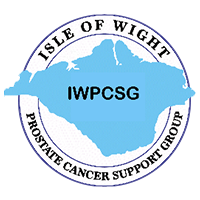 ISLE OF WIGHT
IWPCSG
PROSTATE CANCER SUPPORT GROUP